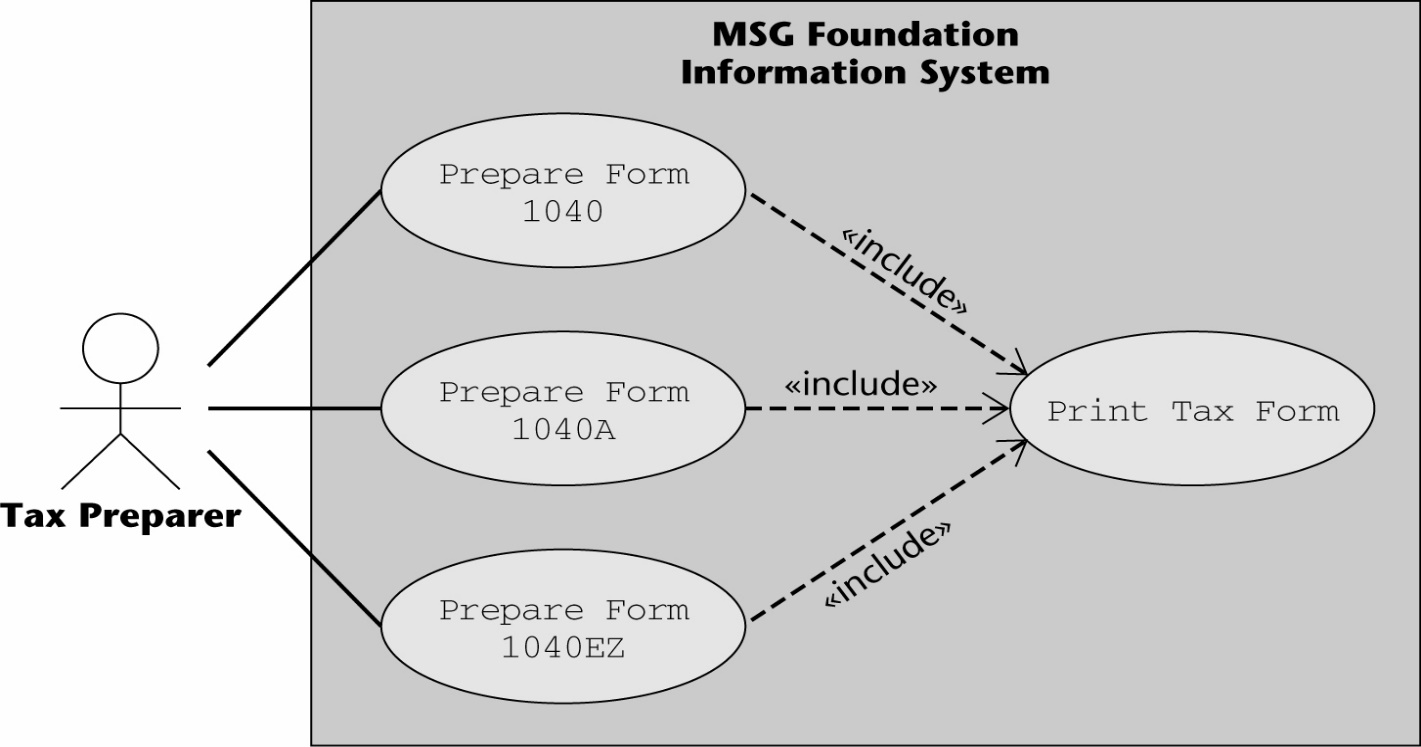 MSG Foundation
Information System
Prepare Form
1040
«include»
Prepare Form
1040A
«include»
Print Tax Form
Tax Preparer
Prepare Form
1040EZ
«include»